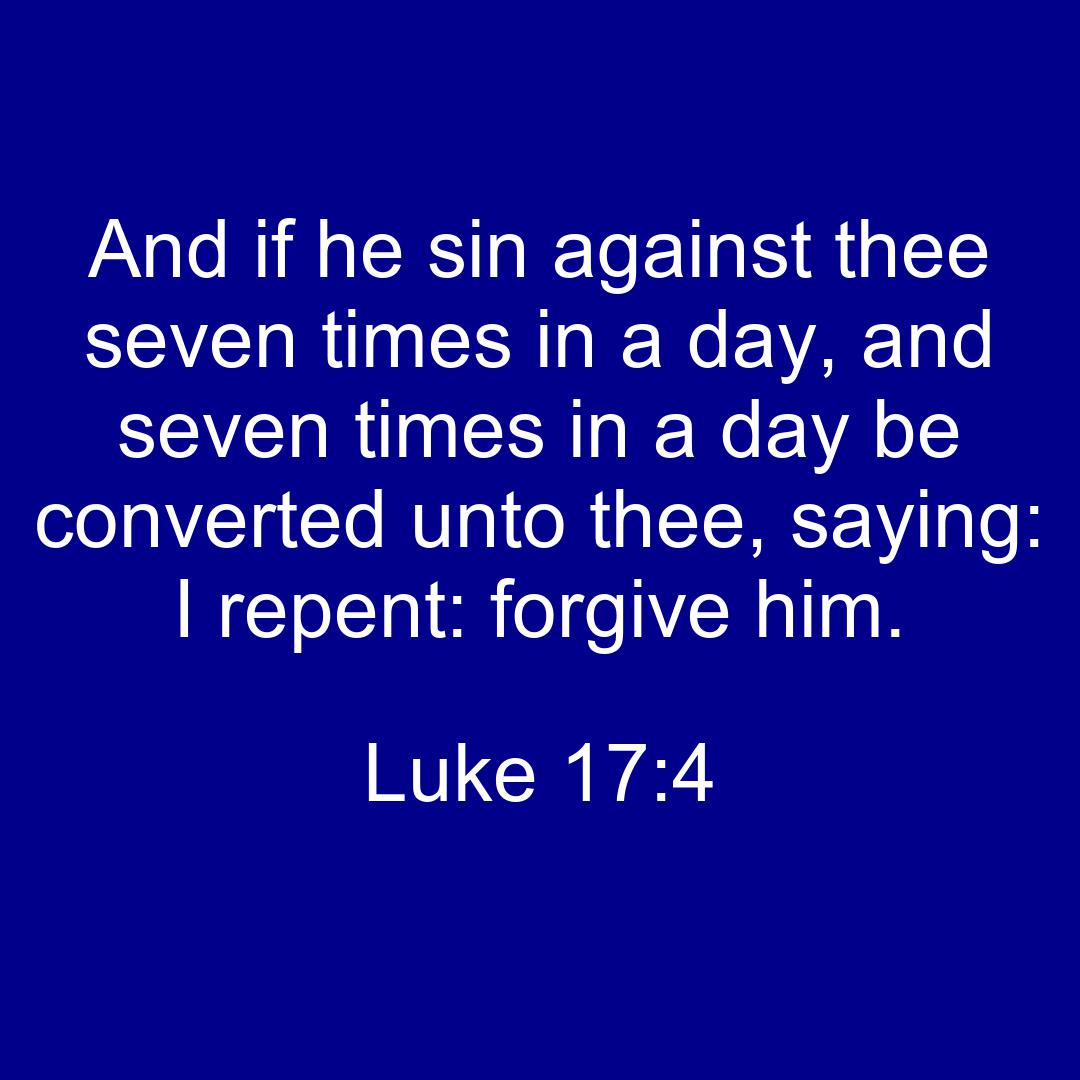 And if he sin against thee
seven times in a day, and
seven times in a day be
converted unto thee, saying:
I repent: forgive him.
Luke 17:4